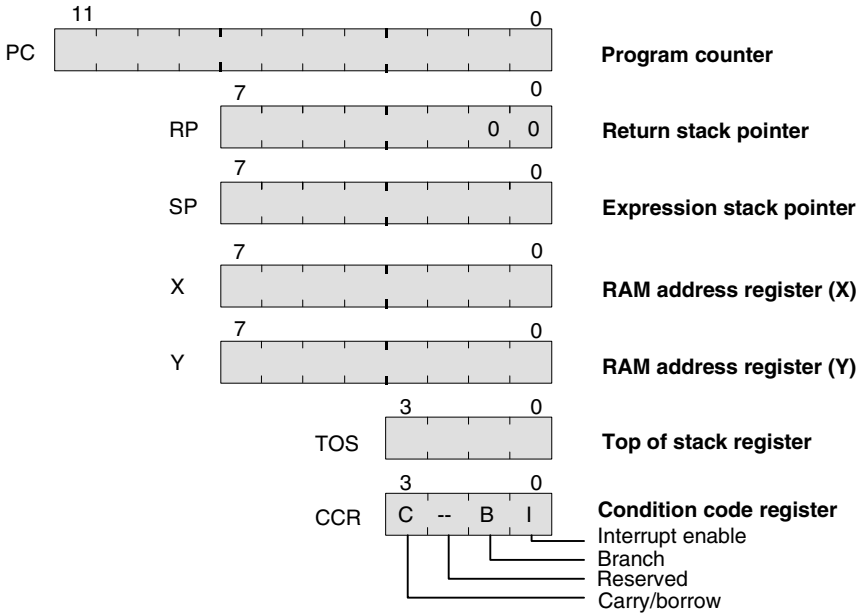 11 0
PC Program counter
7 0
RP 0 0 Return stack pointer
7 0
SP Expression stack pointer
7 0
X RAM address register (X)
7 0
Y RAM address register (Y)
3 0
TOS Top of stack register
3 0
CCR C -- B I Condition code register
Interrupt enable
Branch
Reserved
Carry/borrow